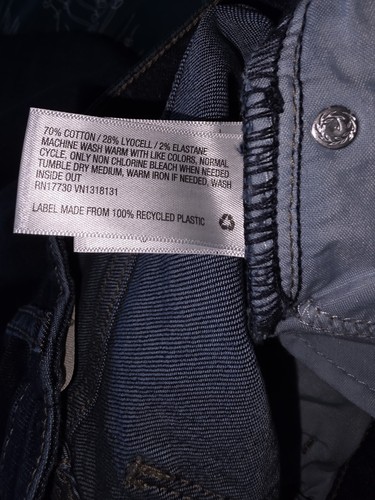 70% COTTON / 28% LYOCELL / 2% ELASTANE
MACHINE WASH WARM WITH LIKE COLORS, NORMAL
CYCLE, ONLY NON CHLORINE BLEACH WHEN NEEDED
TUMBLE DRY MEDIUM, WARM IRON IF NEEDED, WASH
INSIDE OUT
RN17730 VN1318131
LABEL MADE FROM 100% RECYCLED PLASTIC